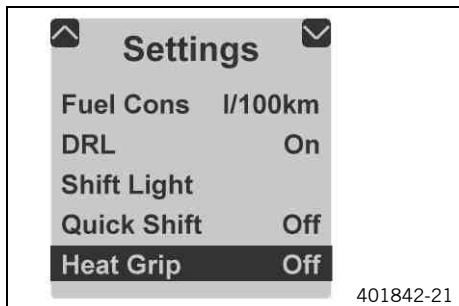 Settings
Fuel Cons l/100km
DRL On
Shift Light
Quick Shift Off
Heat Grip Off
401842-21